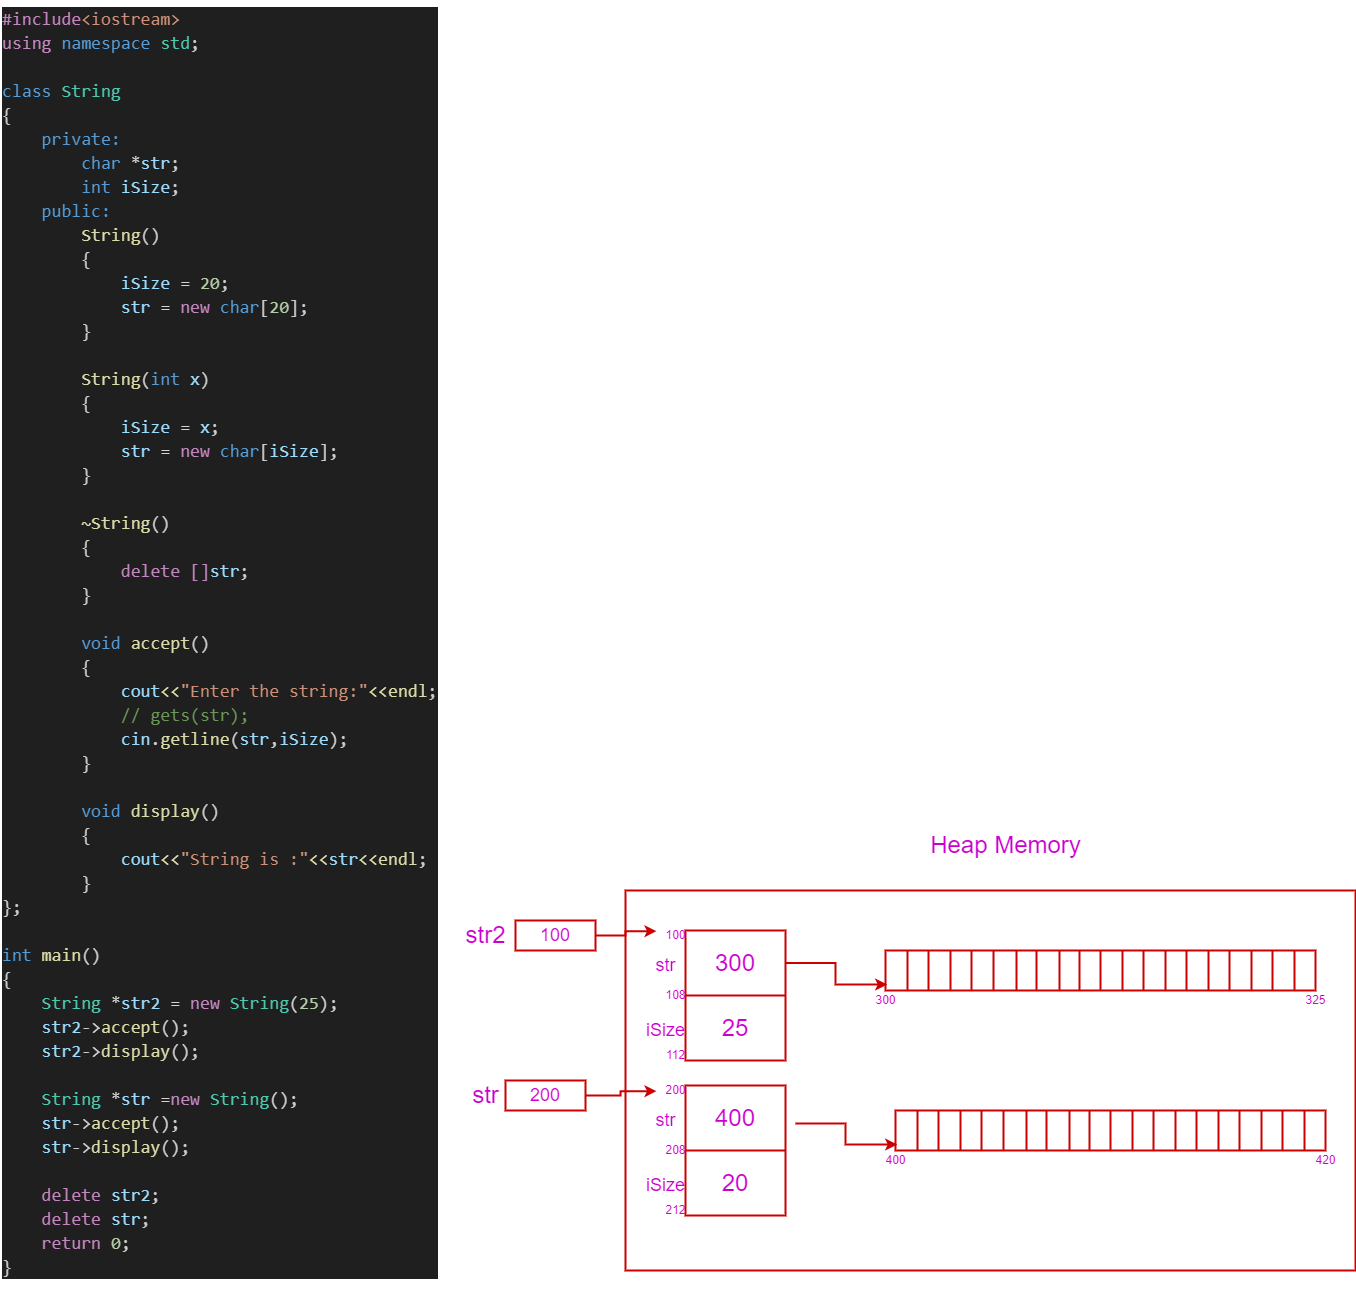 #include<iostream>
using namespace std;

class String
{
    private:
        char *str;
        int iSize;
    public:
        String()
        {
            iSize = 20;
            str = new char[20];
        }

        String(int x)
        {
            iSize = x;
            str = new char[iSize];
        }

        ~String()
        {
            delete []str;
        }

        void accept()
        {
            cout<<"Enter the string:"<<endl;
            // gets(str);
            cin.getline(str,iSize);
        }

        void display()
        {
            cout<<"String is :"<<str<<endl;
        }
};

int main()
{
    String *str2 = new String(25);
    str2->accept();
    str2->display();

    String *str =new String();
    str->accept();
    str->display();

    delete str2;
    delete str;
    return 0;
}
Heap Memory
str2 100 100
str 300
108 300 325
iSize 25
112
str 200 200
str 400
208 400 420
iSize 20
212